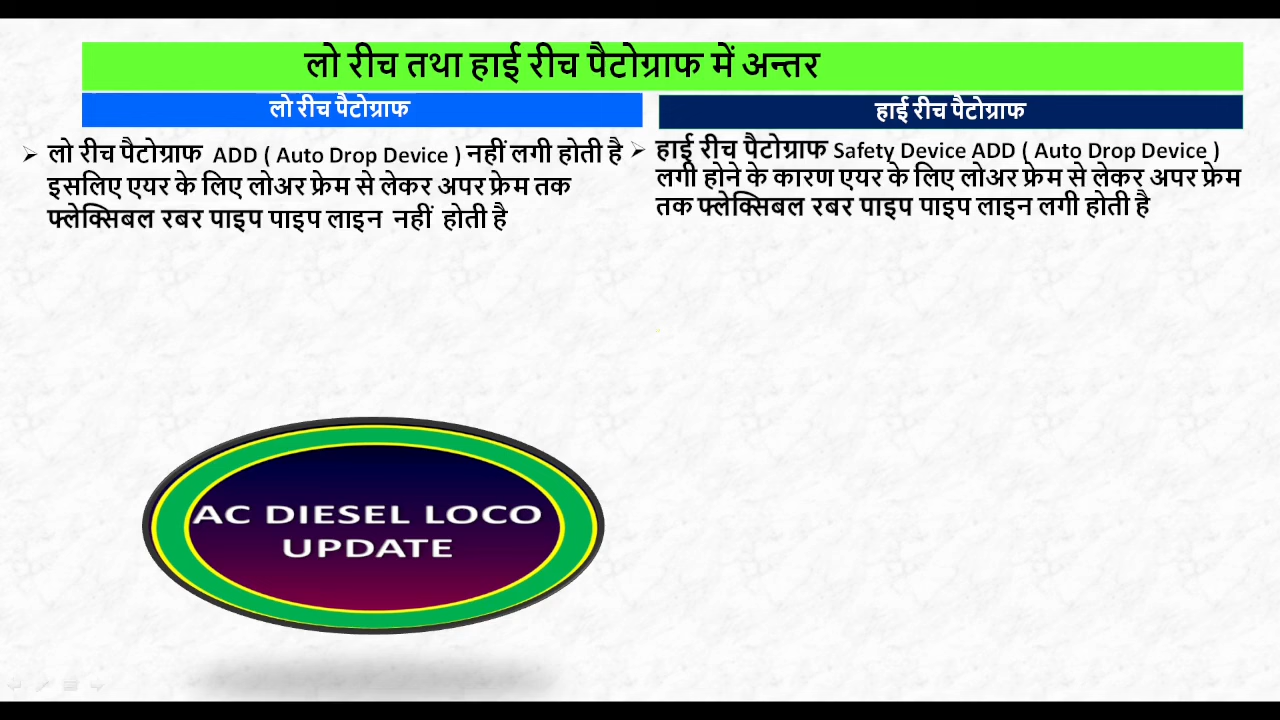 लो रीच तथा हाई रीच पैटोग्राफ में अन्तर
लो रीच पैटोग्राफ
हाई रीच पैटोग्राफ
लो रीच पैटोग्राफ ADD ( Auto Drop Device ) नहीं लगी होती है
इसलिए एयर के लिए लोअर फ्रेम से लेकर अपर फ्रेम तक
फ्लेक्सिबल रबर पाइप पाइप लाइन नहीं होती है
हाई रीच पैटोग्राफ Safety Device ADD ( Auto Drop Device )
लगी होने के कारण एयर के लिए लोअर फ्रेम से लेकर अपर फ्रेम
तक फ्लेक्सिबल रबर पाइप पाइप लाइन लगी होती है
AC DIESEL LOCO
UPDATE